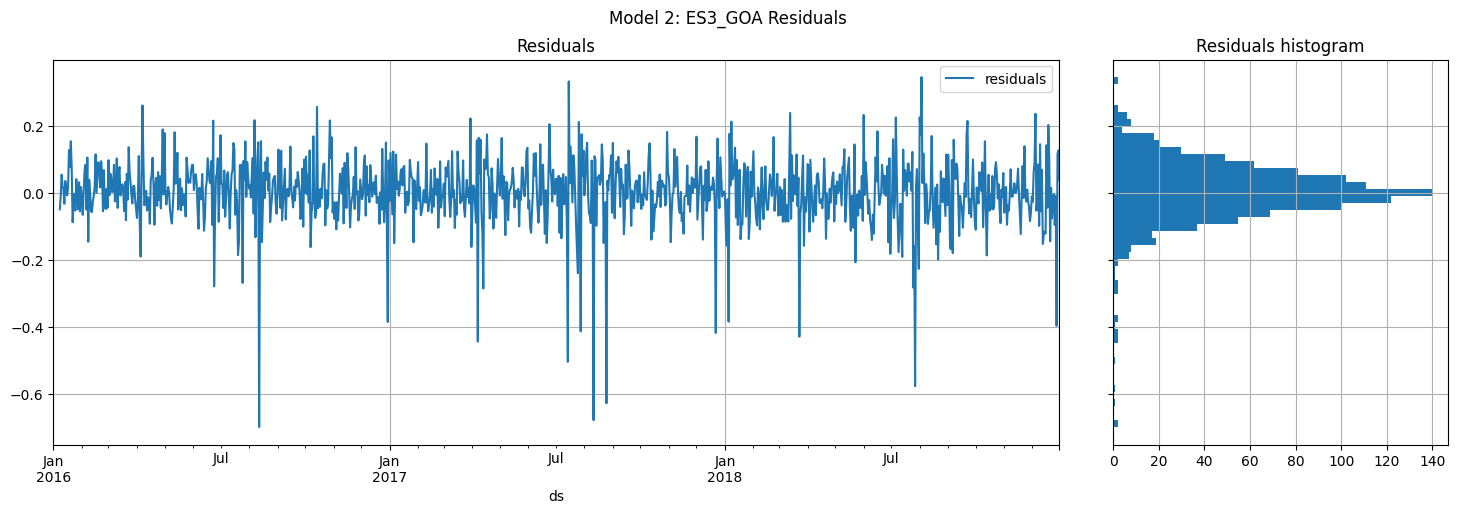 Model 2: ES3_GOA Residuals
Residuals
Residuals histogram
residuals
0.2
0.0
−0.2
−0.4
−0.6
Jan
2016
Jul
Jan
2017
Jul
Jan
2018
Jul
ds
0 20 40 60 80 100 120 140